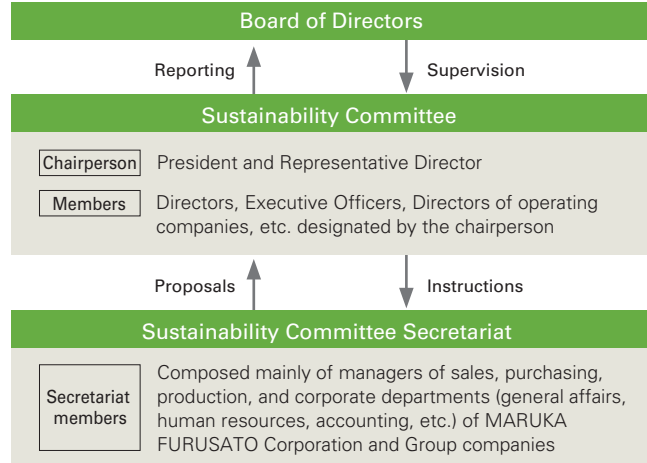 Board of Directors
Reporting
Supervision
Sustainability Committee
Chairperson
President and Representative Director
Members
Directors, Executive Officers, Directors of operating
companies, etc. designated by the chairperson
Proposals
Instructions
Sustainability Committee Secretariat
Secretariat
members
Composed mainly of managers of sales, purchasing,
production, and corporate departments (general affairs,
human resources, accounting, etc.) of MARUKA
FURUSATO Corporation and Group companies